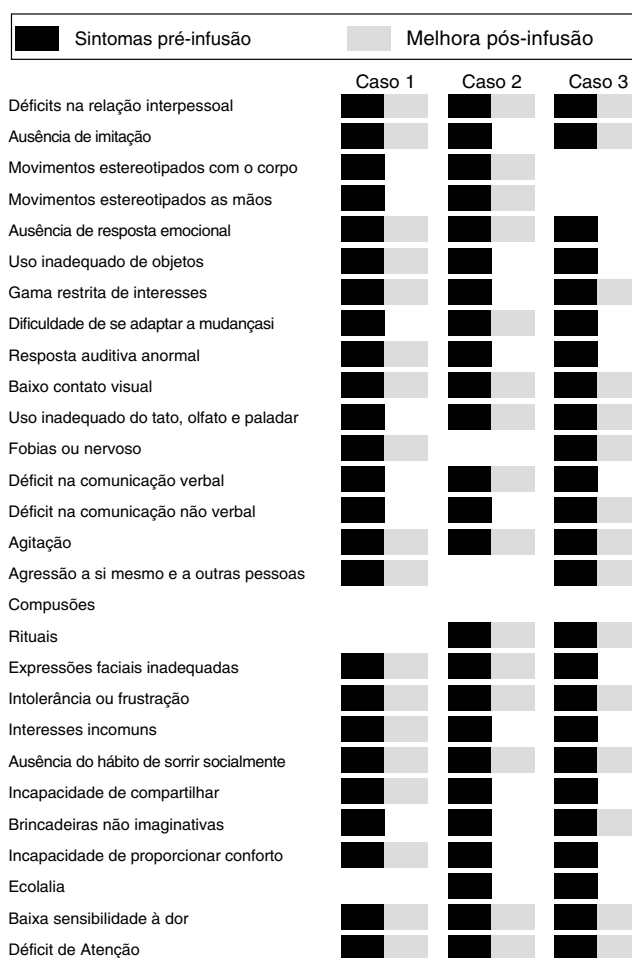 Sintomas pré-infusão Melhora pós-infusão
Caso 1 Caso 2 Caso 3
Déficits na relação interpessoal
Ausência de imitação
Movimentos estereotipados com o corpo
Movimentos estereotipados as mãos
Ausência de resposta emocional
Uso inadequado de objetos
Gama restrita de interesses
Dificuldade de se adaptar a mudançasi
Resposta auditiva anormal
Baixo contato visual
Uso inadequado do tato, olfato e paladar
Fobias ou nervoso
Déficit na comunicação verbal
Déficit na comunicação não verbal
Agitação
Agressão a si mesmo e a outras pessoas
Compusões
Rituais
Expressões faciais inadequadas
Intolerância ou frustração
Interesses incomuns
Ausência do hábito de sorrir socialmente
Incapacidade de compartilhar
Brincadeiras não imaginativas
Incapacidade de proporcionar conforto
Ecolalia
Baixa sensibilidade à dor
Déficit de Atenção